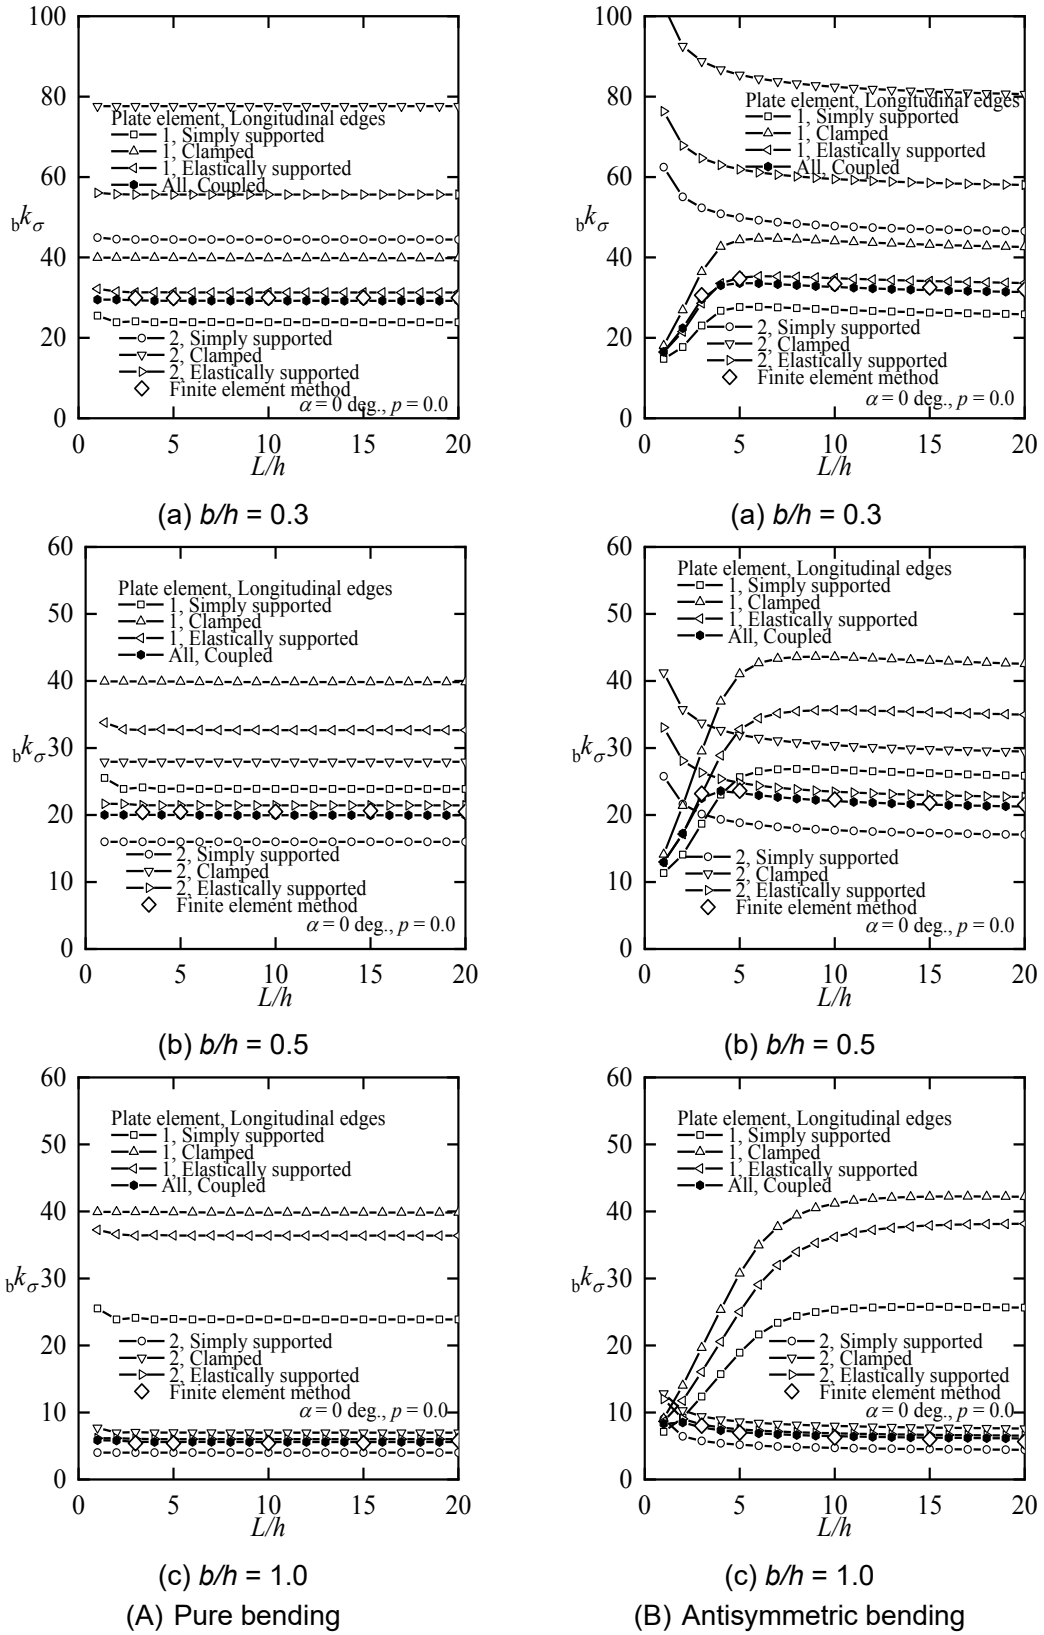 100
80
60
40
20
0
bkσ
Plate element, Longitudinal edges
1, Simply supported
1, Clamped
1, Elastically supported
All, Coupled
2, Simply supported
2, Clamped
2, Elastically supported
Finite element method
α = 0 deg., p = 0.0
0 5 10 15 20
L/h
(a) b/h = 0.3
100
80
60
40
20
0
bkσ
Plate element, Longitudinal edges
1, Simply supported
1, Clamped
1, Elastically supported
All, Coupled
2, Simply supported
2, Clamped
2, Elastically supported
Finite element method
α = 0 deg., p = 0.0
0 5 10 15 20
L/h
(a) b/h = 0.3
60
50
40
30
20
10
0
bkσ
Plate element, Longitudinal edges
1, Simply supported
1, Clamped
1, Elastically supported
All, Coupled
2, Simply supported
2, Clamped
2, Elastically supported
Finite element method
α = 0 deg., p = 0.0
0 5 10 15 20
L/h
(b) b/h = 0.5
60
50
40
30
20
10
0
bkσ
Plate element, Longitudinal edges
1, Simply supported
1, Clamped
1, Elastically supported
All, Coupled
2, Simply supported
2, Clamped
2, Elastically supported
Finite element method
α = 0 deg., p = 0.0
0 5 10 15 20
L/h
(b) b/h = 0.5
60
50
40
30
20
10
0
bkσ
Plate element, Longitudinal edges
1, Simply supported
1, Clamped
1, Elastically supported
All, Coupled
2, Simply supported
2, Clamped
2, Elastically supported
Finite element method
α = 0 deg., p = 0.0
0 5 10 15 20
L/h
(c) b/h = 1.0
(A) Pure bending
60
50
40
30
20
10
0
bkσ
Plate element, Longitudinal edges
1, Simply supported
1, Clamped
1, Elastically supported
All, Coupled
2, Simply supported
2, Clamped
2, Elastically supported
Finite element method
α = 0 deg., p = 0.0
0 5 10 15 20
L/h
(c) b/h = 1.0
(B) Antisymmetric bending